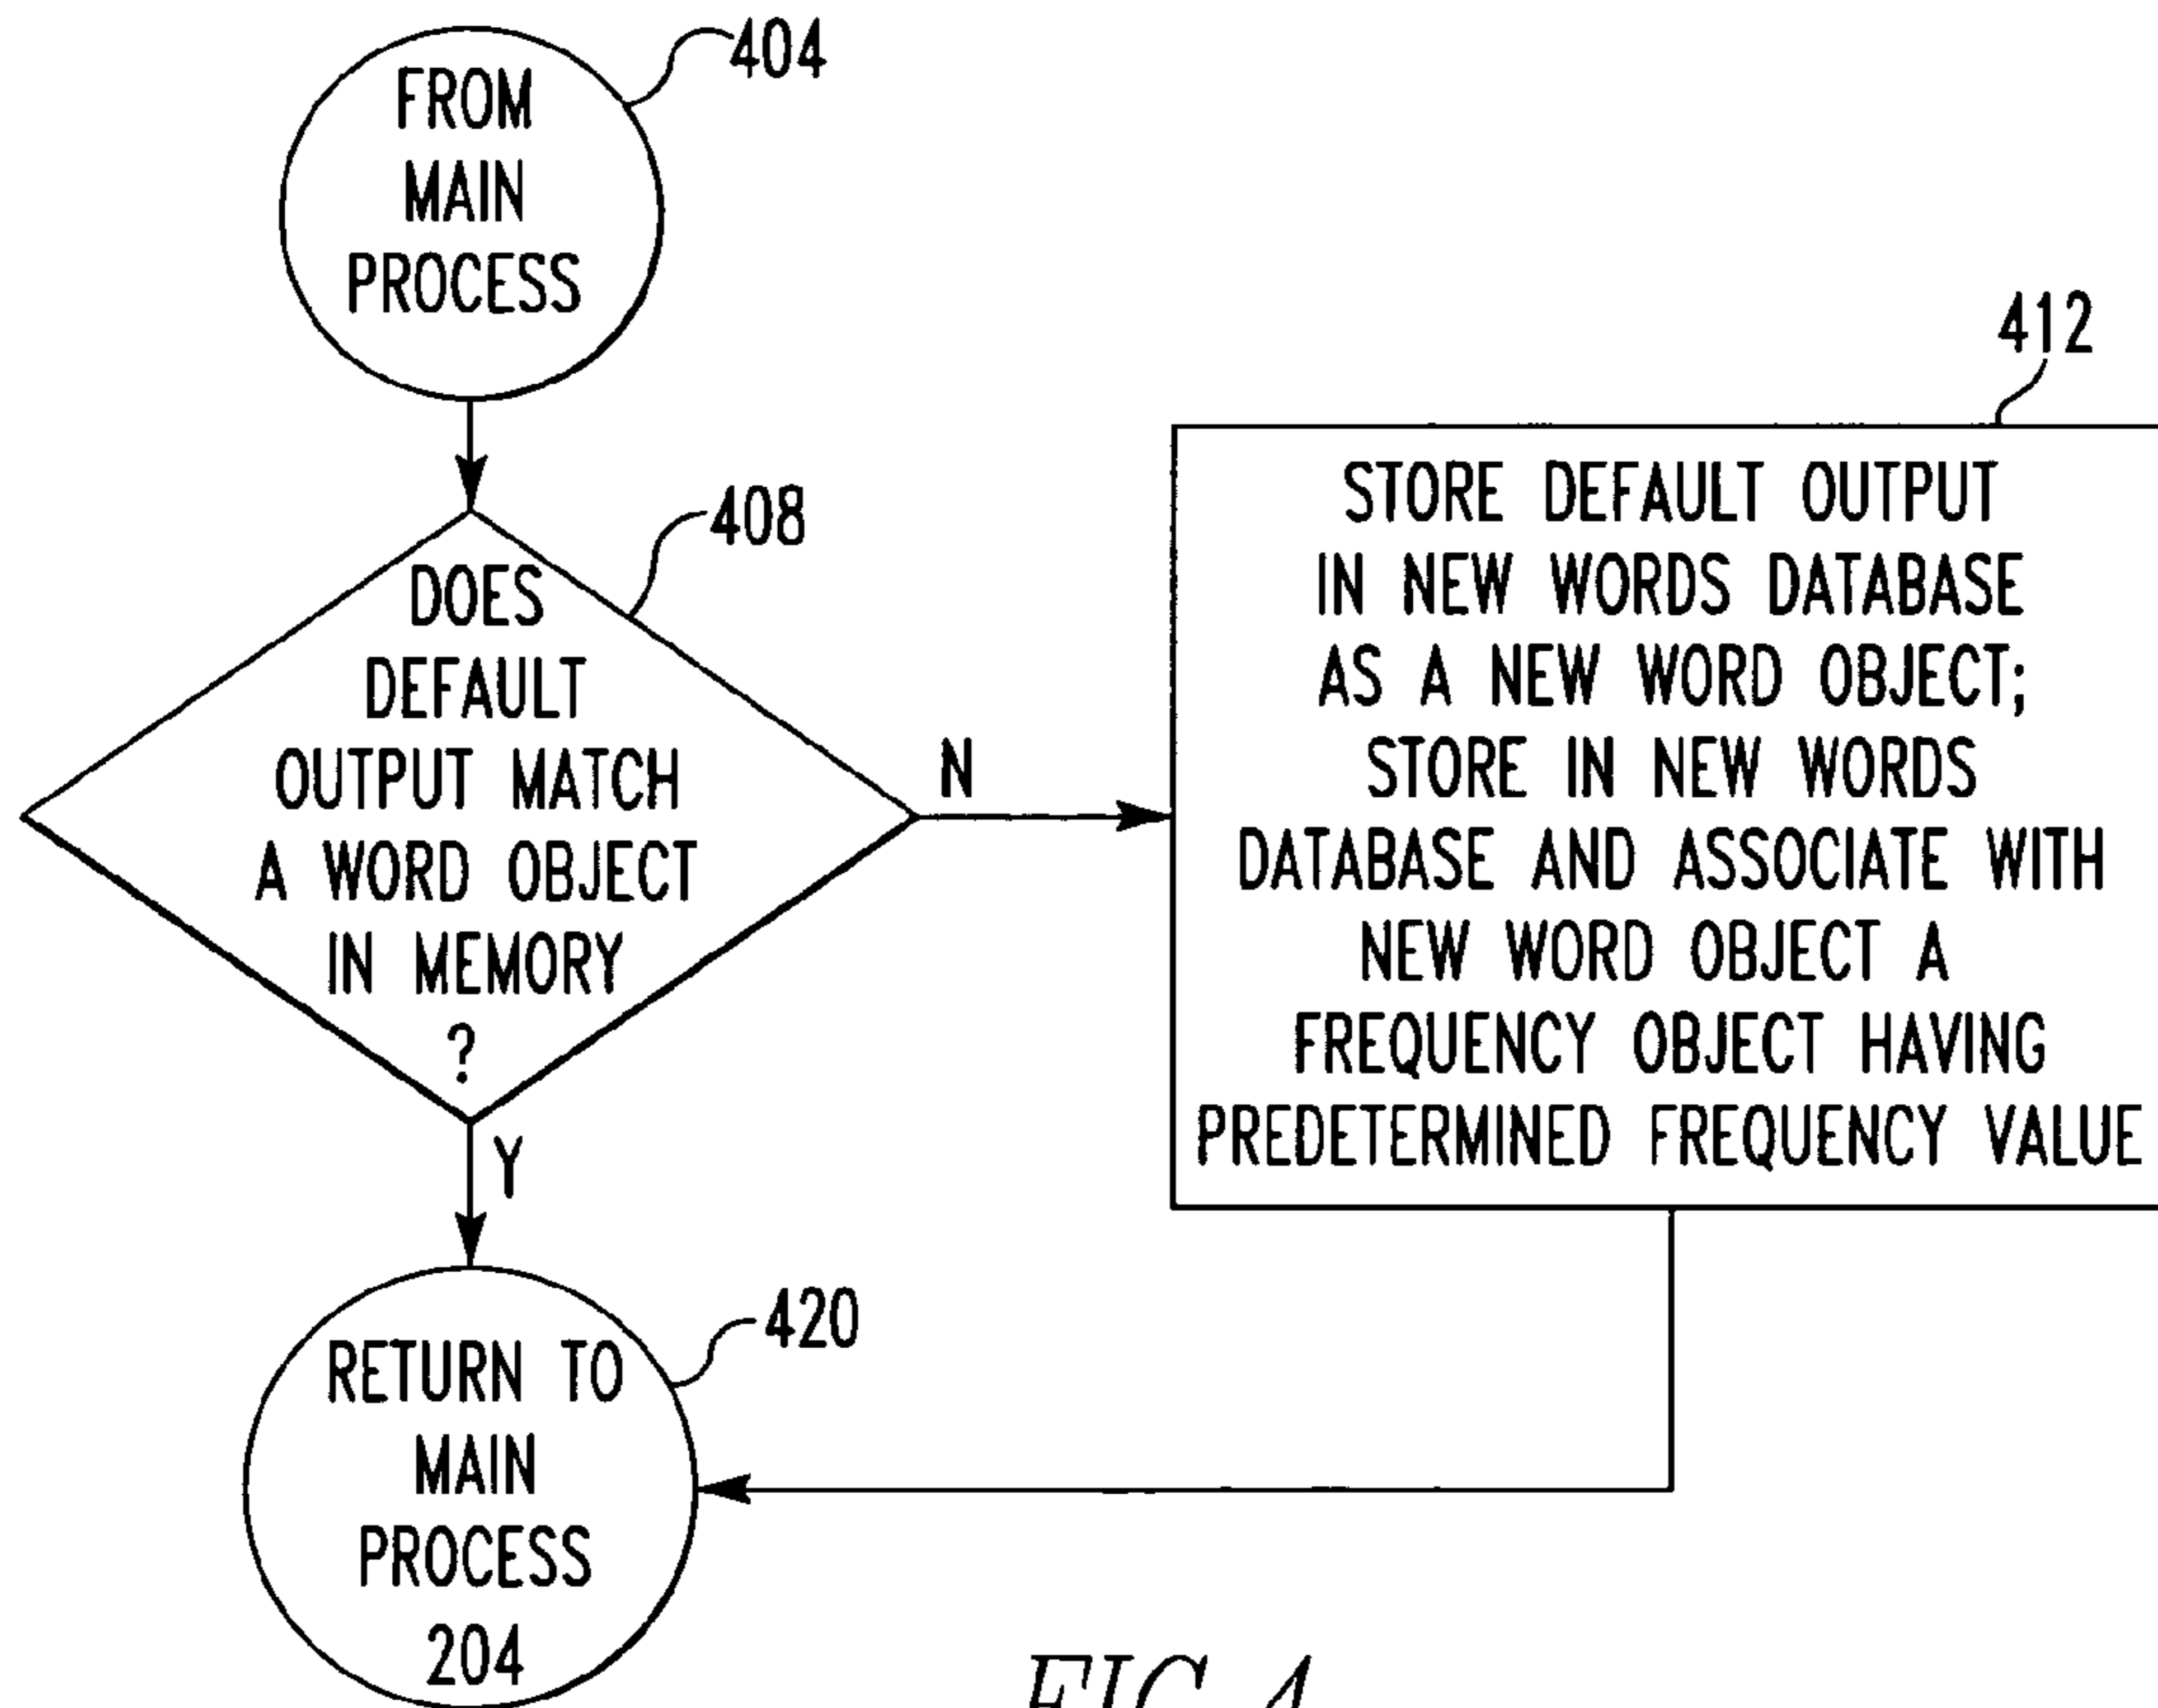 404
FROM
MAIN
PROCESS
408
DOES
DEFAULT
OUTPUT MATCH
A WORD OBJECT
IN MEMORY
?
N
Y
412
STORE DEFAULT OUTPUT
IN NEW WORDS DATABASE
AS A NEW WORD OBJECT;
STORE IN NEW WORDS
DATABASE AND ASSOCIATE WITH
NEW WORD OBJECT A
FREQUENCY OBJECT HAVING
PREDETERMINED FREQUENCY VALUE
420
RETURN TO
MAIN
PROCESS
204
FIG. 4